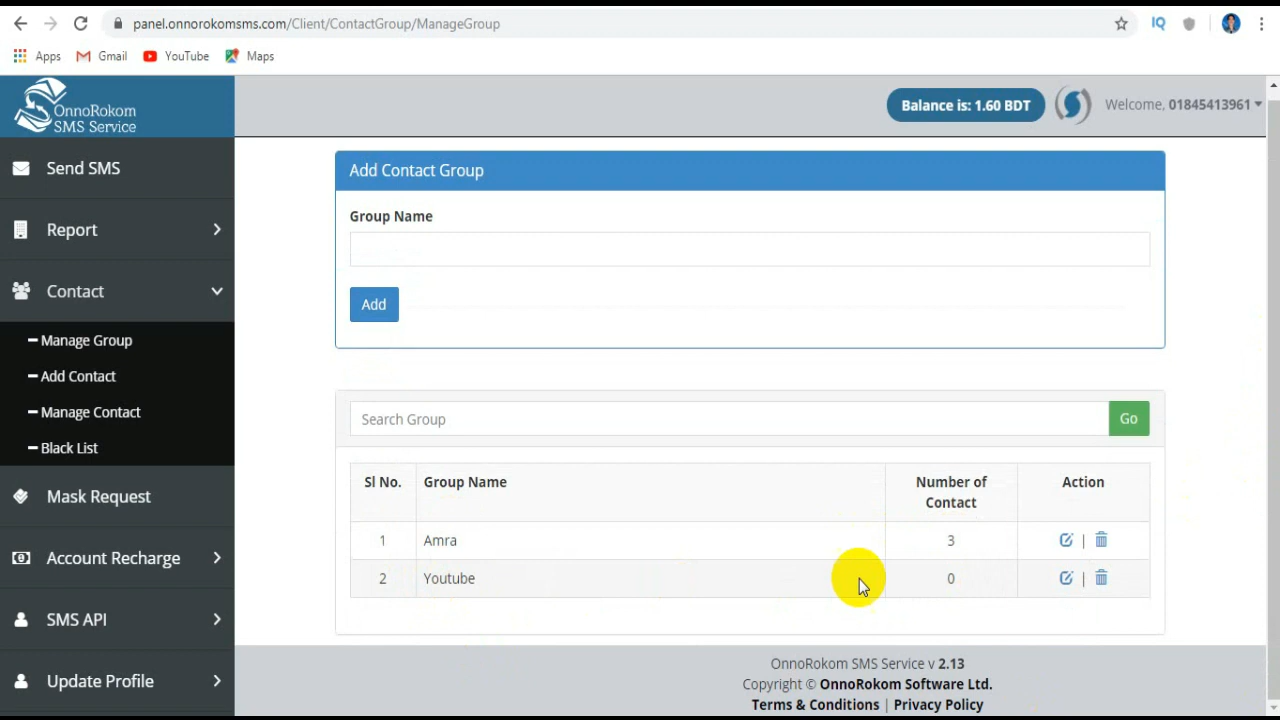 panel.onnorokomsms.com/Client/ContactGroup/ManageGroup
IQ
Apps
Gmail
YouTube
Maps
OnnoRokom
SMS Service
Balance is: 1.60 BDT
Welcome, 01845413961
Send SMS
Report
Contact
Manage Group
Add Contact
Manage Contact
Black List
Mask Request
Account Recharge
SMS API
Update Profile
Add Contact Group
Group Name
Add
Search Group
Go
Sl No. Group Name Number of Contact Action
1 Amra 3 |
2 Youtube 0 |
OnnoRokom SMS Service v 2.13
Copyright © OnnoRokom Software Ltd.
Terms & Conditions | Privacy Policy